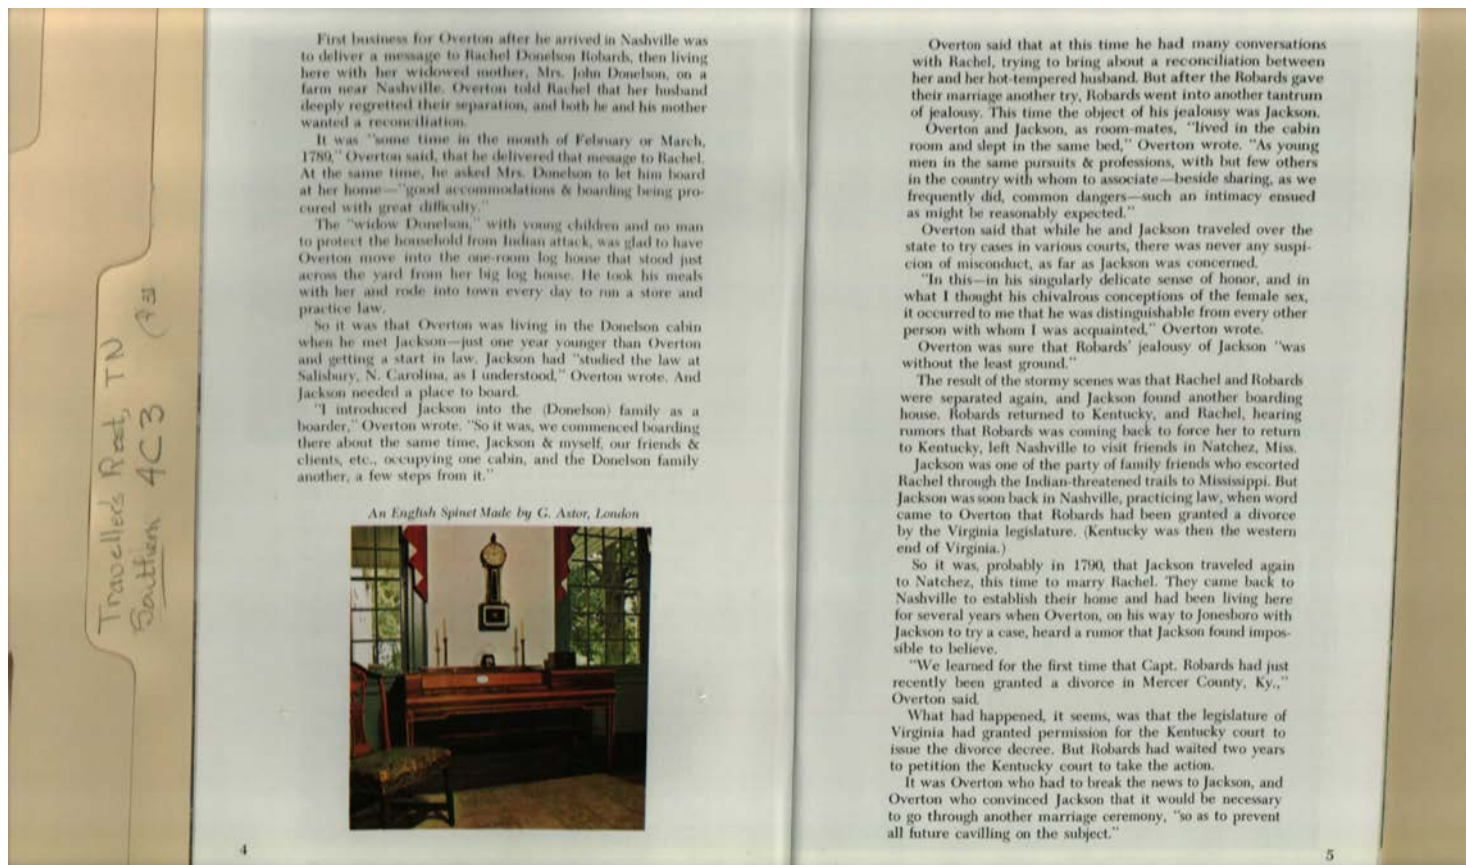 Travellers Rest, TN
Southern 4C3
First business for Overton after he arrived in Nashville was
to deliver a message to Rachel Donelson Robards, then living
here with her widowed mother, Mrs. John Donelson, on a
farm near Nashville. Overton told Rachel that her husband
deeply regretted their separation, and both he and his mother
wanted a reconciliation.
It was "some time in the month of February or March,
1789," Overton said, that he delivered that message to Rachel.
At the same time, he asked Mrs. Donelson to let him board
at her home—"good accommodations & boarding being pro-
cured with great difficulty."
The "widow Donelson," with young children and no man
to protect the household from Indian attack, was glad to have
Overton move into the one-room log house that stood just
across the yard from her big log house. He took his meals
with her and rode into town every day to run a store and
practice law.
So it was that Overton was living in the Donelson cabin
when he met Jackson—just one year younger than Overton
and getting a start in law. Jackson had "studied the law at
Salisbury, N. Carolina, as I understood," Overton wrote. And
Jackson needed a place to board.
"I introduced Jackson into the (Donelson) family as a
boarder," Overton wrote. "So it was, we commenced boarding
there about the same time, Jackson & myself, our friends &
clients, etc., occupying one cabin, and the Donelson family
another, a few steps from it."
An English Spinet Made by G. Astor, London
4
Overton said that at this time he had many conversations
with Rachel, trying to bring about a reconciliation between
her and her hot-tempered husband. But after the Robards gave
their marriage another try, Robards went into another tantrum
of jealousy. This time the object of his jealousy was Jackson.
Overton and Jackson, as room-mates, "lived in the cabin
room and slept in the same bed," Overton wrote. "As young
men in the same pursuits & professions, with but few others
in the country with whom to associate—beside sharing, as we
frequently did, common dangers—such an intimacy ensued
as might be reasonably expected."
Overton said that while he and Jackson traveled over the
state to try cases in various courts, there was never any suspi-
cion of misconduct, as far as Jackson was concerned.
"In this—in his singularly delicate sense of honor, and in
what I thought his chivalrous conceptions of the female sex,
it occurred to me that he was distinguishable from every other
person with whom I was acquainted," Overton wrote.
Overton was sure that Robards' jealousy of Jackson "was
without the least ground."
The result of the stormy scenes was that Rachel and Robards
were separated again, and Jackson found another boarding
house. Robards returned to Kentucky, and Rachel, hearing
rumors that Robards was coming back to force her to return
to Kentucky, left Nashville to visit friends in Natchez, Miss.
Jackson was one of the party of family friends who escorted
Rachel through the Indian-threatened trails to Mississippi. But
Jackson was soon back in Nashville, practicing law, when word
came to Overton that Robards had been granted a divorce
by the Virginia legislature. (Kentucky was then the western
end of Virginia.)
So it was, probably in 1790, that Jackson traveled again
to Natchez, this time to marry Rachel. They came back to
Nashville to establish their home and had been living here
for several years when Overton, on his way to Jonesboro with
Jackson to try a case, heard a rumor that Jackson found impos-
sible to believe.
"We learned for the first time that Capt. Robards had just
recently been granted a divorce in Mercer County, Ky.,"
Overton said.
What had happened, it seems, was that the legislature of
Virginia had granted permission for the Kentucky court to
issue the divorce decree. But Robards had waited two years
to petition the Kentucky court to take the action.
It was Overton who had to break the news to Jackson, and
Overton who convinced Jackson that it would be necessary
to go through another marriage ceremony, "so as to prevent
all future cavilling on the subject."
5